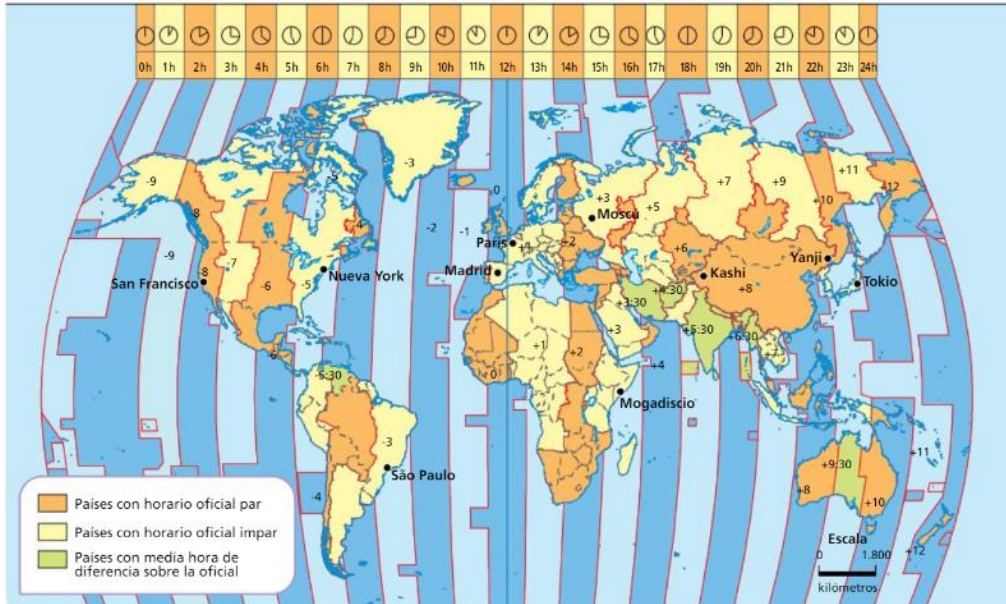 0h 1h 2h 3h 4h 5h 6h 7h 8h 9h 10h 11h 12h 13h 14h 15h 16h 17h 18h 19h 20h 21h 22h 23h 24h
-3
-9
-5
-8
-4
0
+3
Moscú
+5
+7
+9
+11
+12
+10
-9
-7
-2
-1
París
+1
+2
+6
Yanji
San Francisco
-8
-6
-5
Nueva York
Madrid
Kashi
+8
Tokio
+3:30
+4:30
+5:30
+6:30
+7
-6
0
+1
+2
+3
+4
-5:30
Mogadiscio
-3
São Paulo
-4
+9:30
+11
+8
+10
+12
Países con horario oficial par
Países con horario oficial impar
Países con media hora de
diferencia sobre la oficial
Escala
0 1.800
kilómetros